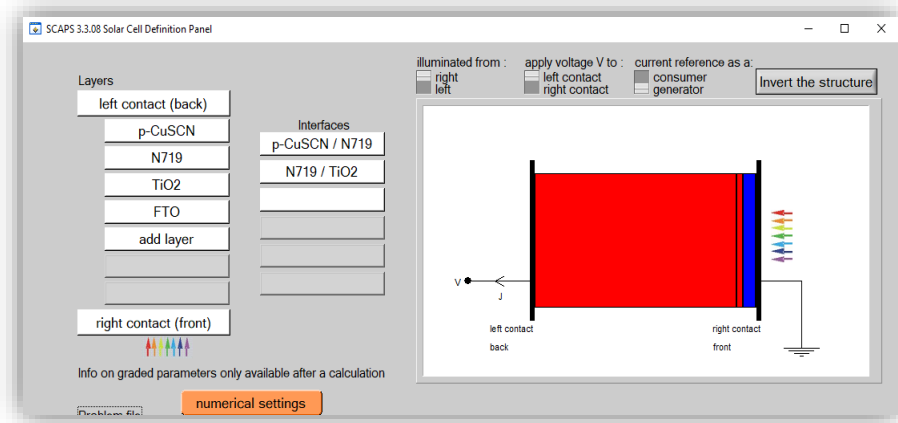 SCAPS 3.3.08 Solar Cell Definition Panel
illuminated from :
right
left
apply voltage V to :
left contact
right contact
current reference as a:
consumer
generator
Invert the structure
Layers
left contact (back)
p-CuSCN
N719
TiO2
FTO
add layer
right contact (front)
Interfaces
p-CuSCN / N719
N719 / TiO2
V
J
left contact
back
right contact
front
Info on graded parameters only available after a calculation
numerical settings
Problem file